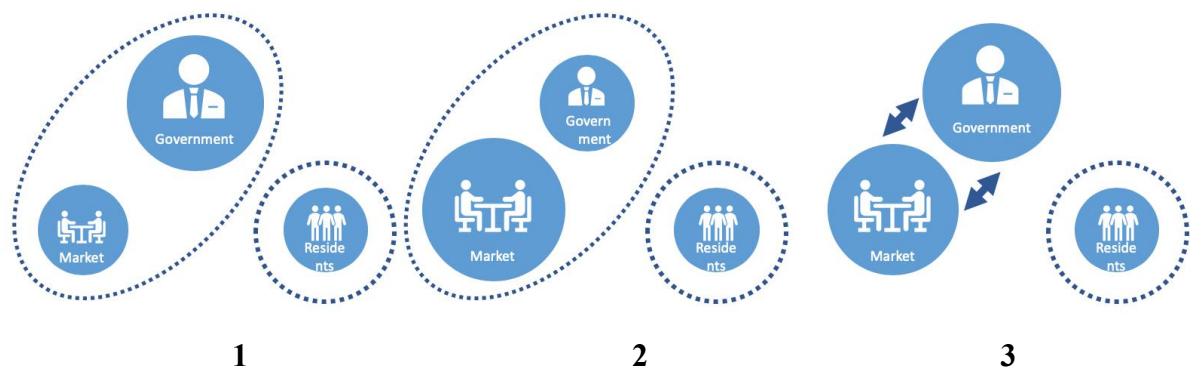 Government
Market
Reside
nts
1
Govern
ment
Market
Reside
nts
2
Government
Market
Reside
nts
3